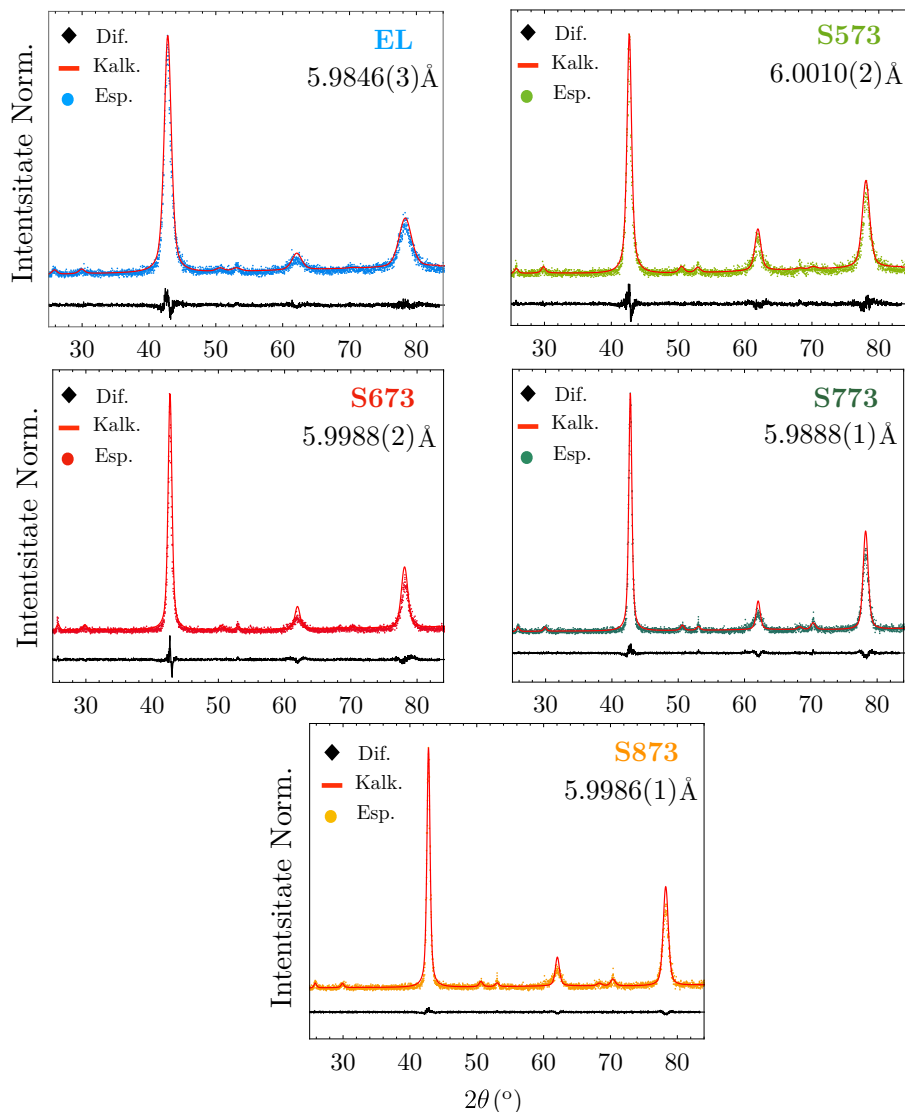 Intentsitate Norm.
Dif.
Kalk.
Esp.
EL
5.9846(3)Å
30 40 50 60 70 80
Dif.
Kalk.
Esp.
S573
6.0010(2)Å
30 40 50 60 70 80
Intentsitate Norm.
Dif.
Kalk.
Esp.
S673
5.9988(2)Å
30 40 50 60 70 80
Dif.
Kalk.
Esp.
S773
5.9888(1)Å
30 40 50 60 70 80
Intentsitate Norm.
Dif.
Kalk.
Esp.
S873
5.9986(1)Å
30 40 50 60 70 80
2θ(°)